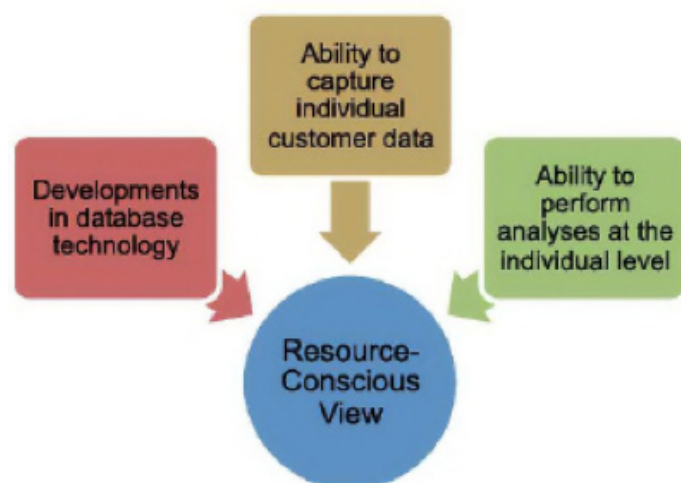 Ability to
capture
individual
customer data
Developments
in database
technology
Ability to
perform
analyses at the
individual level
Resource-
Conscious
View